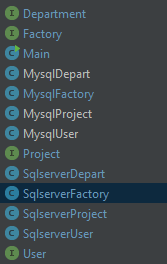 Department
Factory
Main
MysqlDepart
MysqlFactory
MysqlProject
MysqlUser
Project
SqlserverDepart
SqlserverFactory
SqlserverProject
SqlserverUser
User